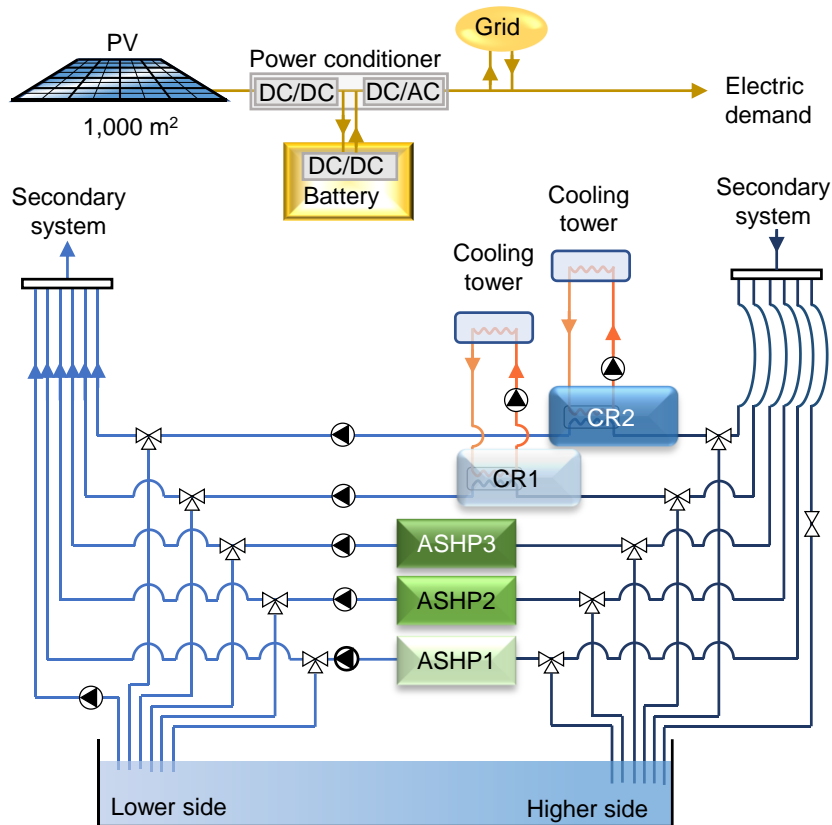 PV
Grid
Power conditioner
DC/DC
DC/AC
Electric
demand
1,000 m²
DC/DC
Battery
Secondary
system
Cooling
tower
Cooling
tower
Secondary
system
CR2
CR1
ASHP3
ASHP2
ASHP1
Lower side
Higher side